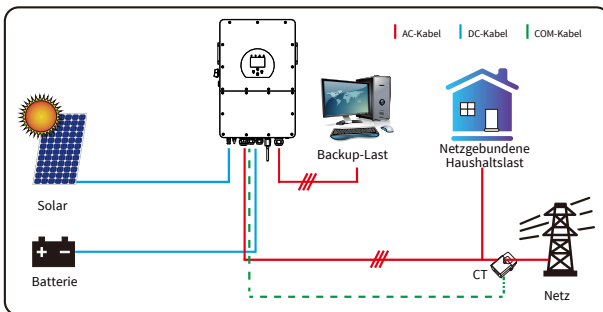 AC-Kabel
DC-Kabel
COM-Kabel
Backup-Last
Netzgebundene
Haushaltslast
Solar
Batterie
CT
Netz